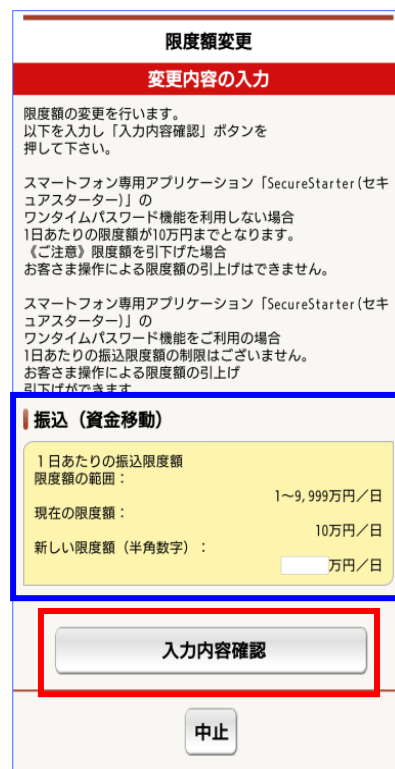 限度額変更
変更内容の入力
限度額の変更を行います。
以下を入力し「入力内容確認」ボタンを
押して下さい。
スマートフォン専用アプリケーション「SecureStarter(セキ
ュアスターター)」の
ワンタイムパスワード機能を利用しない場合
1日あたりの限度額が10万円までとなります。
《ご注意》限度額を引下げた場合
お客さま操作による限度額の引上げはできません。
スマートフォン専用アプリケーション「SecureStarter(セキ
ュアスターター)」の
ワンタイムパスワード機能をご利用の場合
1日あたりの振込限度額の制限はございません。
お客さま操作による限度額の引上げ
引下げができます
振込（資金移動）
１日あたりの振込限度額
限度額の範囲：
1～9,999万円／日
現在の限度額：
10万円／日
新しい限度額（半角数字）：
万円／日
入力内容確認
中止